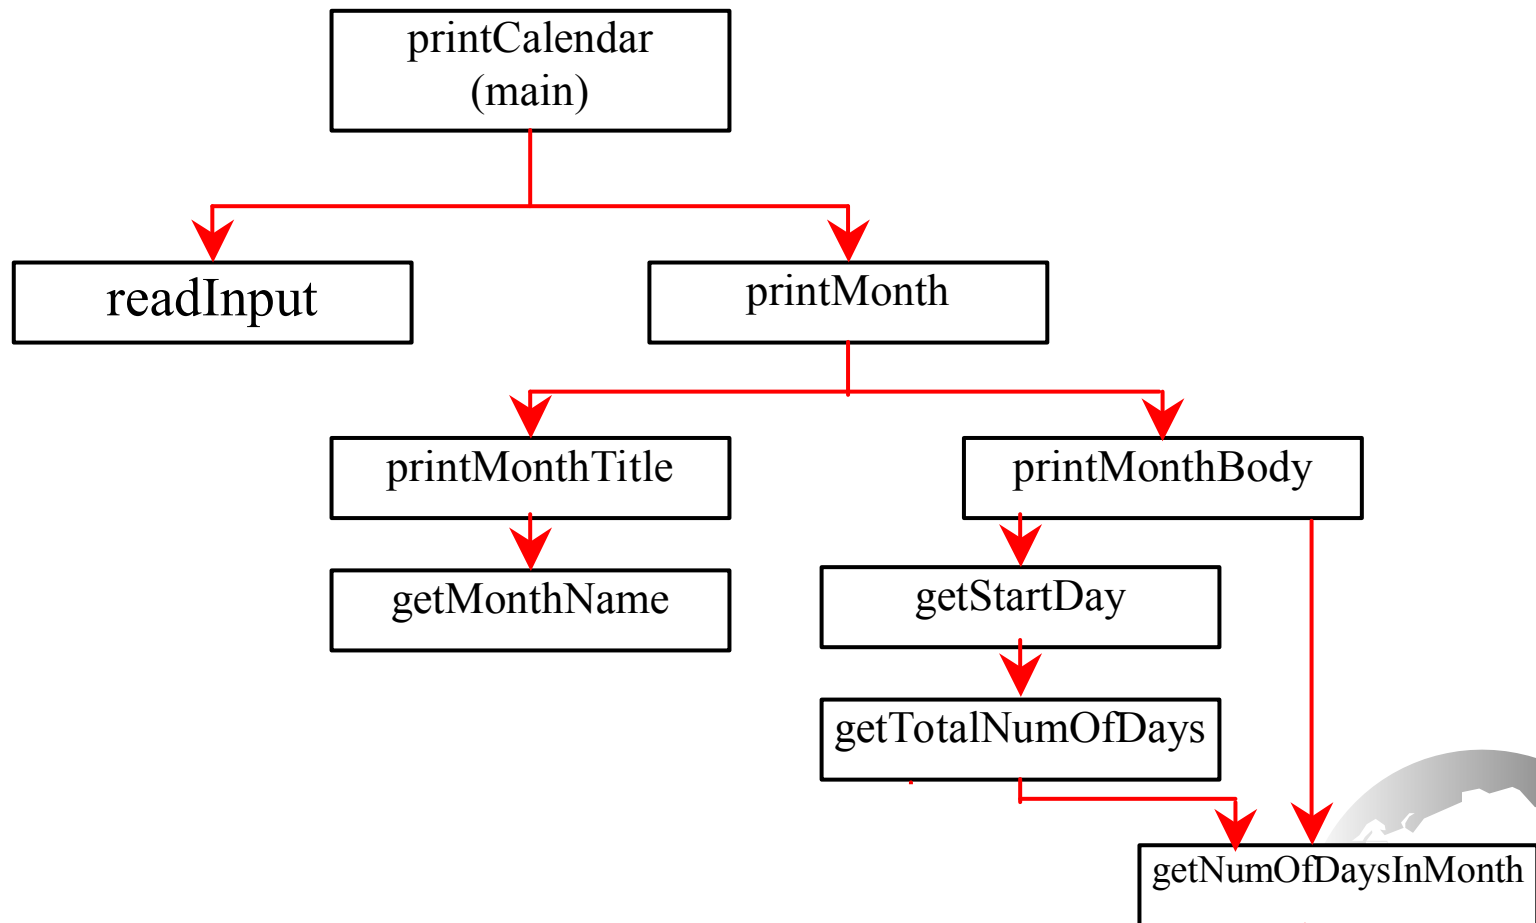 printCalendar
(main)
readInput
printMonth
printMonthTitle
printMonthBody
getMonthName
getStartDay
getTotalNumOfDays
getNumOfDaysInMonth